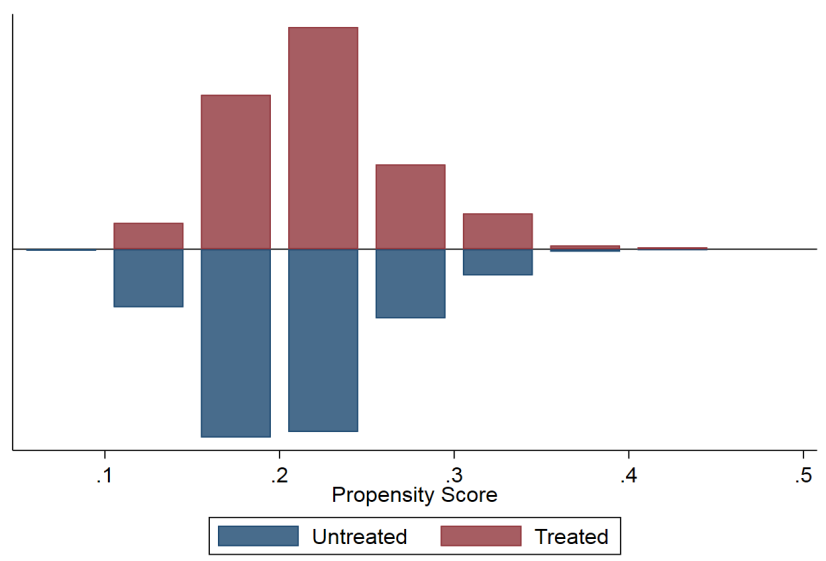 .1 .2 .3 .4 .5
Propensity Score
Untreated Treated